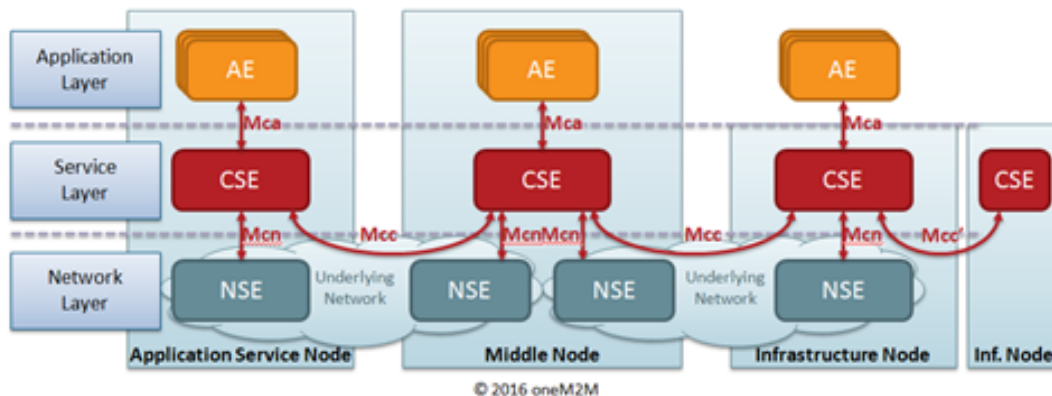 Application
Layer
AE
AE
AE
Mca
Mca
Mca
Service
Layer
CSE
CSE
CSE
CSE
Mcn
Mcc
Mcn
Mcn
Mcc
Mcn
Mcc'
Network
Layer
NSE
Underlying
Network
NSE
NSE
Underlying
Network
NSE
Application Service Node
Middle Node
Infrastructure Node
Inf. Node
© 2016 oneM2M